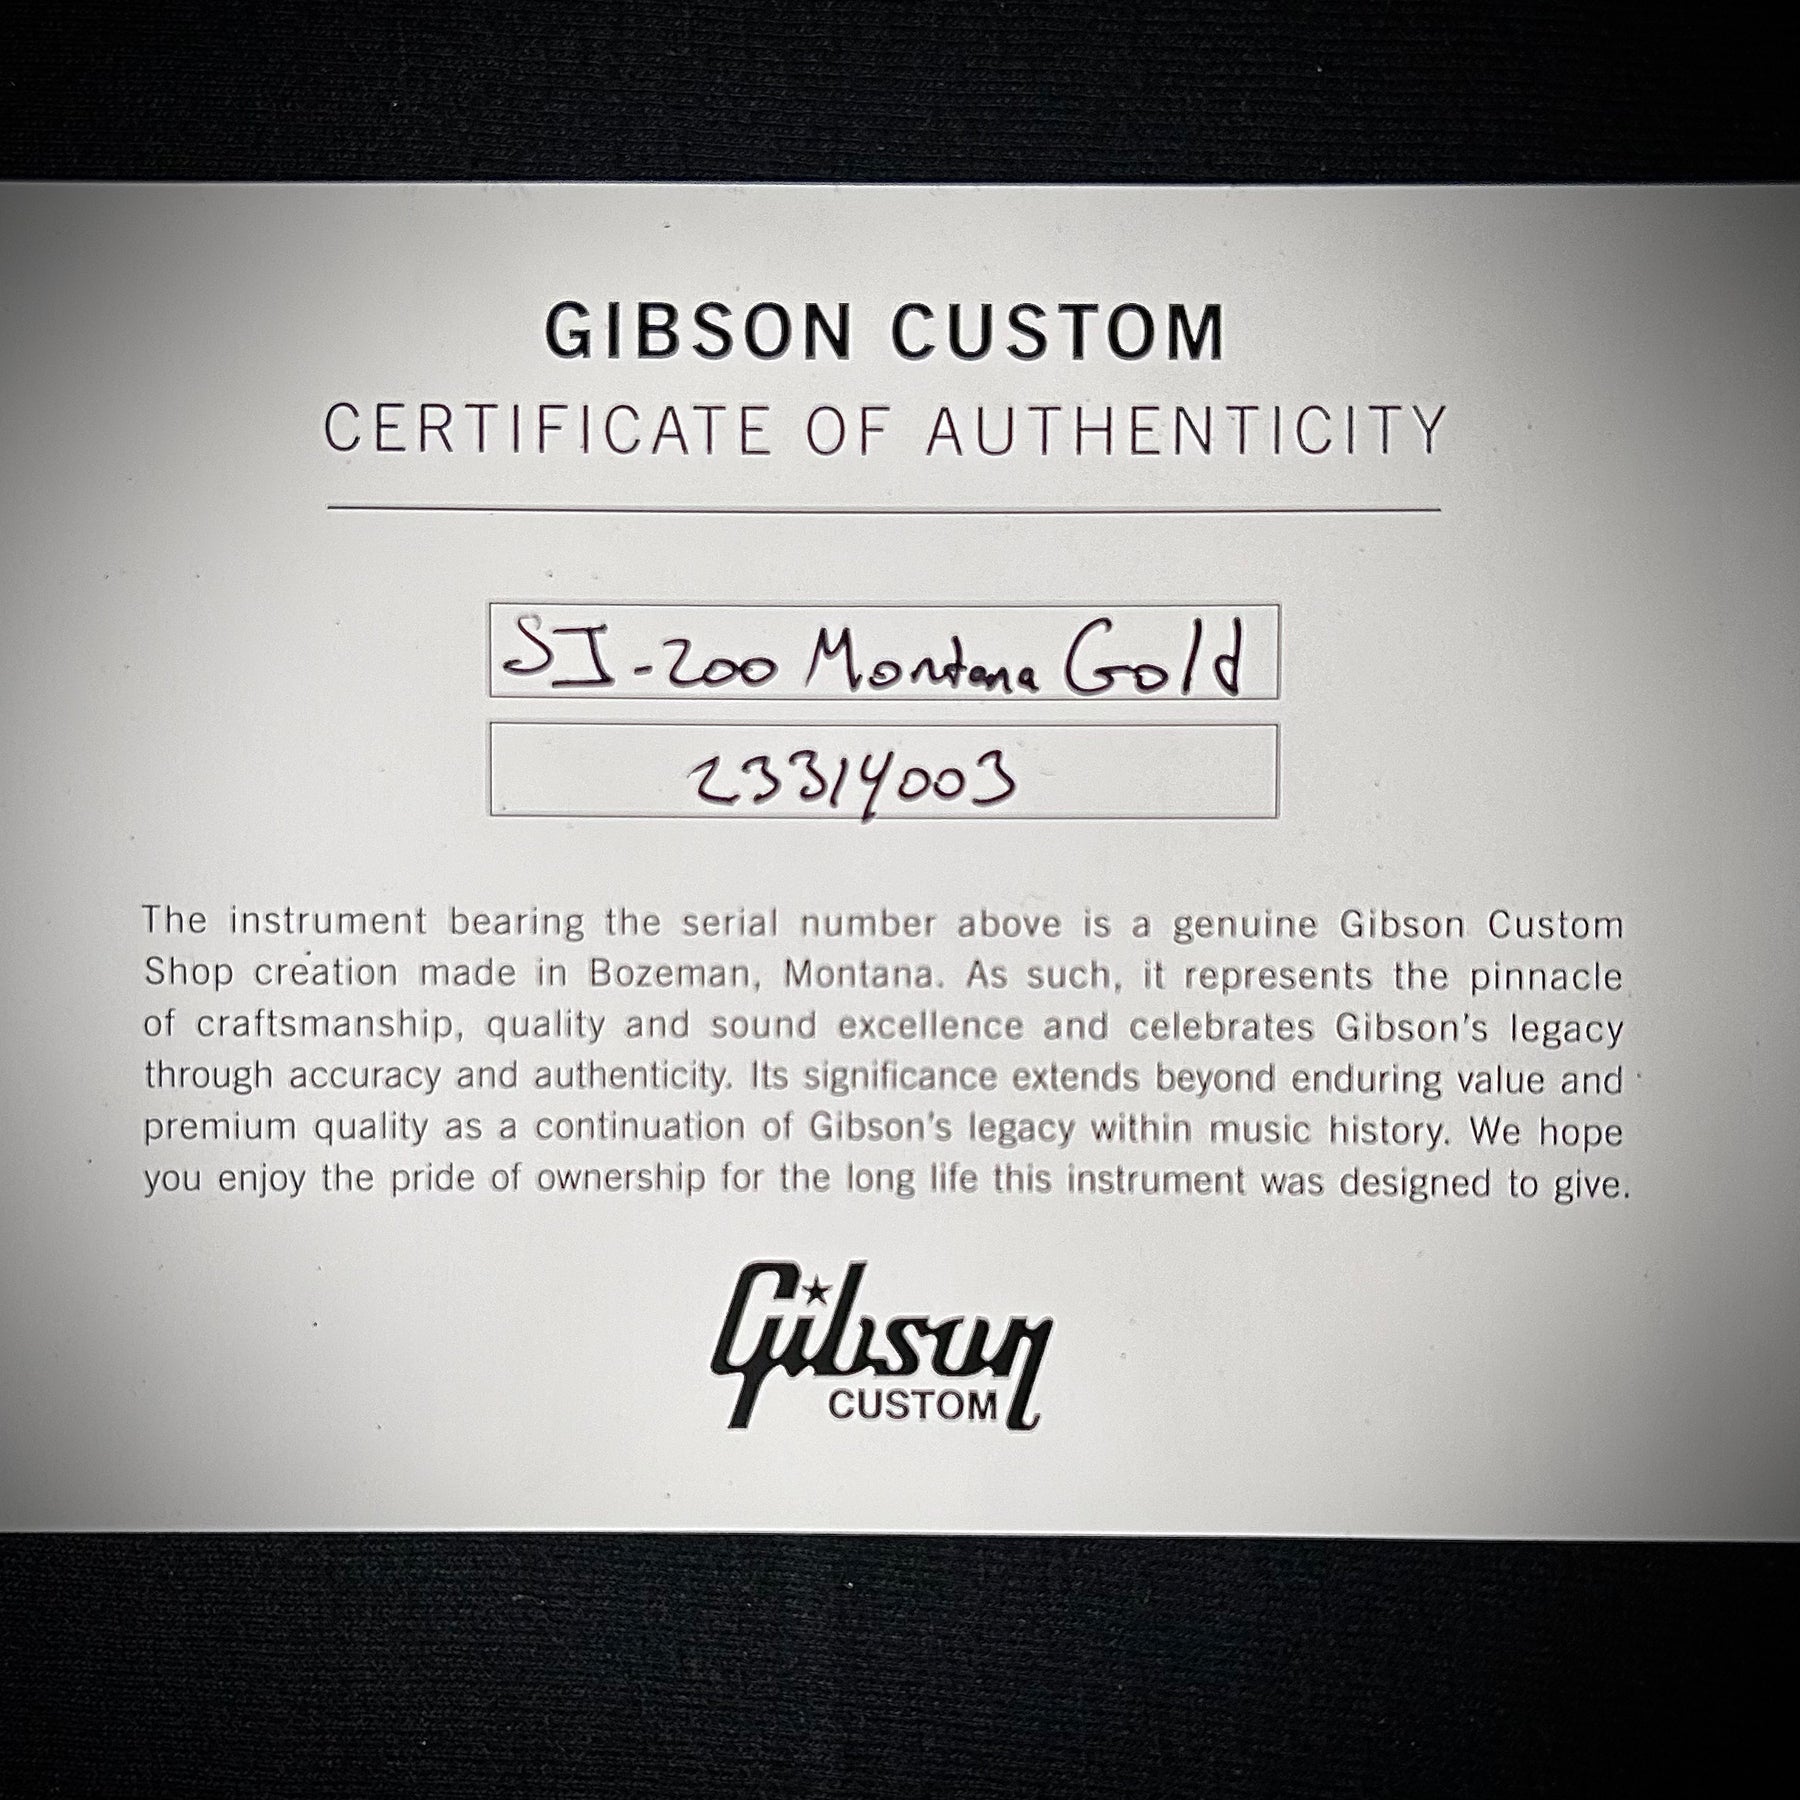 GIBSON CUSTOM
CERTIFICATE OF AUTHENTICITY
SJ-200 Montana Gold
23314003
The instrument bearing the serial number above is a genuine Gibson Custom
Shop creation made in Bozeman, Montana. As such, it represents the pinnacle
of craftsmanship, quality and sound excellence and celebrates Gibson's legacy
through accuracy and authenticity. Its significance extends beyond enduring value and
premium quality as a continuation of Gibson's legacy within music history. We hope
you enjoy the pride of ownership for the long life this instrument was designed to give.
Gibson
CUSTOM